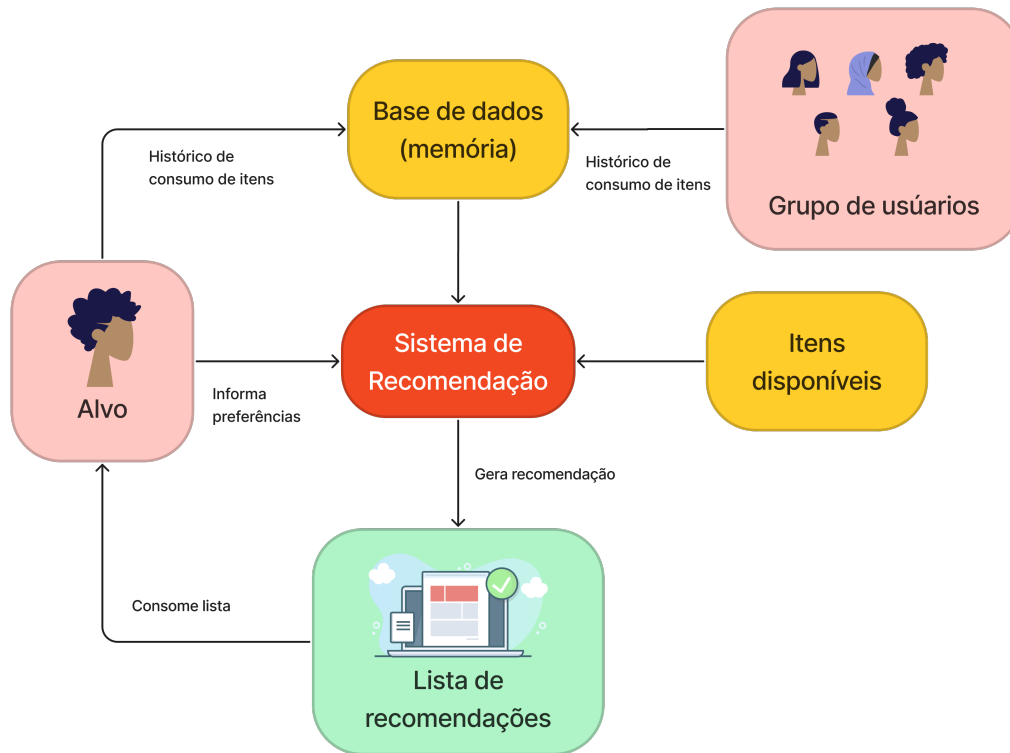 Base de dados
(memória)
Histórico de
consumo de itens
Histórico de
consumo de itens
Grupo de usúarios
Alvo
Informa
preferências
Sistema de
Recomendação
Itens
disponíveis
Gera recomendação
Consome lista
Lista de
recomendações